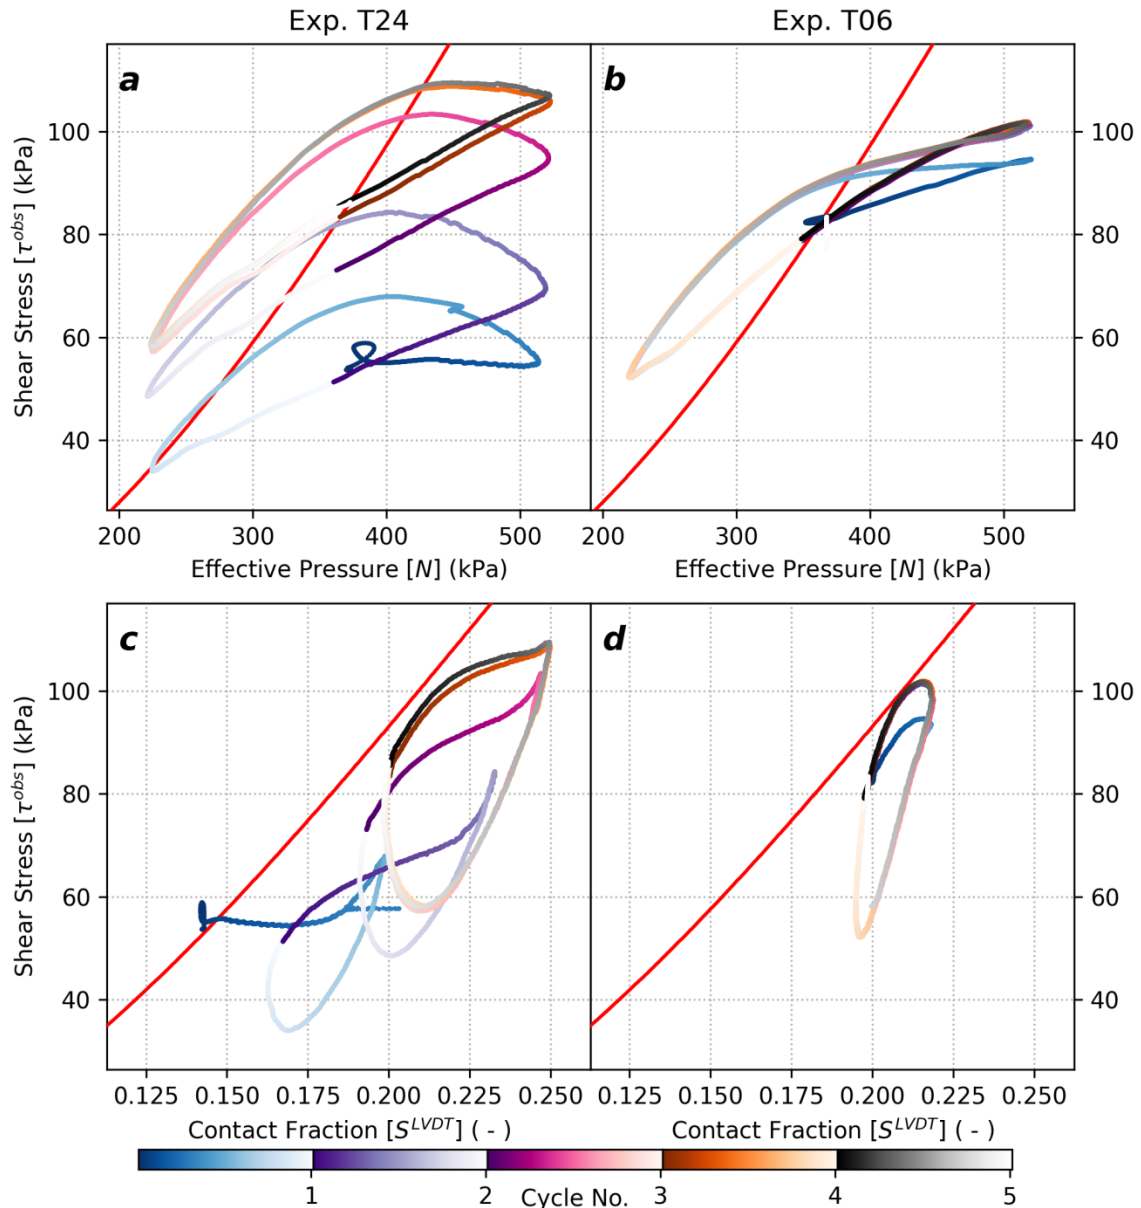 Exp. T24
Exp. T06
a
b
100
80
60
40
Shear Stress [τ^obs] (kPa)
100
80
60
40
200 300 400 500
200 300 400 500
Effective Pressure [N] (kPa)
Effective Pressure [N] (kPa)
c
d
100
80
60
40
Shear Stress [τ^obs] (kPa)
100
80
60
40
0.125 0.150 0.175 0.200 0.225 0.250
0.125 0.150 0.175 0.200 0.225 0.250
Contact Fraction [S^LVDT] ( - )
Contact Fraction [S^LVDT] ( - )
1 2 3 4 5
Cycle No.